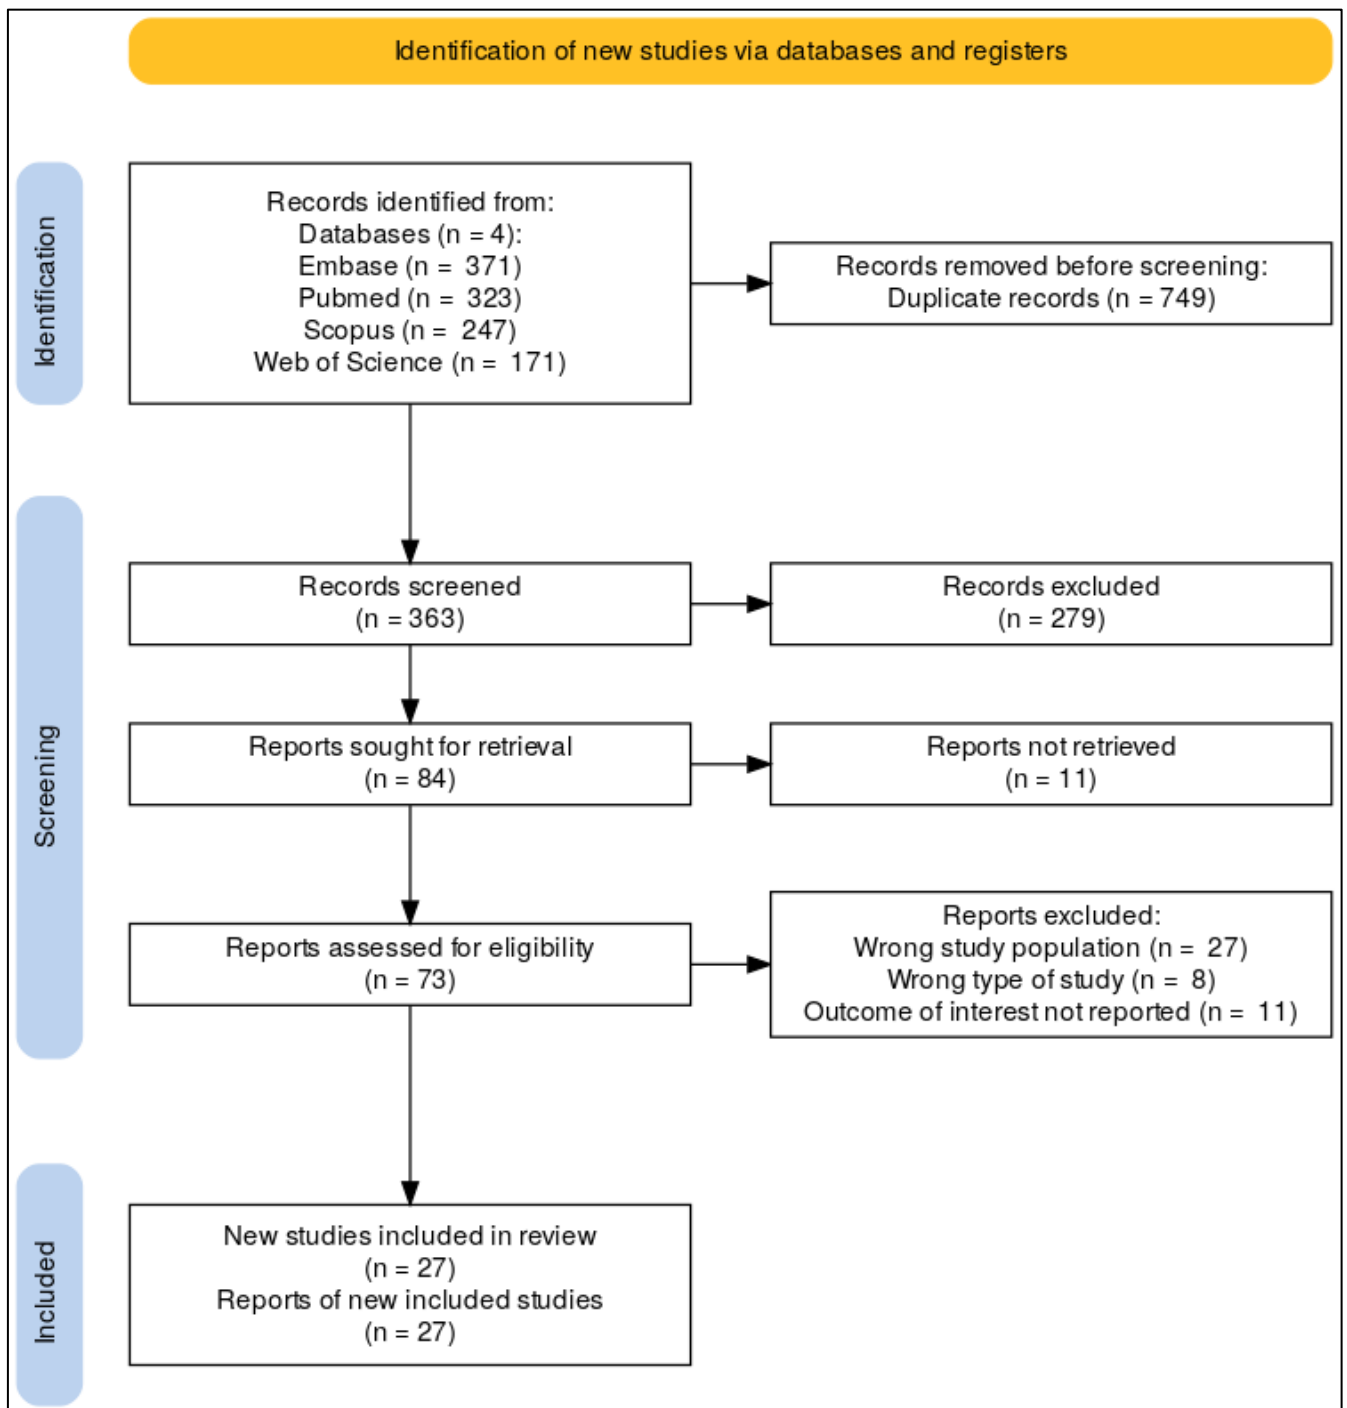 Identification of new studies via databases and registers
Identification
Records identified from:
Databases (n = 4):
Embase (n = 371)
Pubmed (n = 323)
Scopus (n = 247)
Web of Science (n = 171)
Records removed before screening:
Duplicate records (n = 749)
Screening
Records screened
(n = 363)
Records excluded
(n = 279)
Reports sought for retrieval
(n = 84)
Reports not retrieved
(n = 11)
Reports assessed for eligibility
(n = 73)
Reports excluded:
Wrong study population (n = 27)
Wrong type of study (n = 8)
Outcome of interest not reported (n = 11)
Included
New studies included in review
(n = 27)
Reports of new included studies
(n = 27)